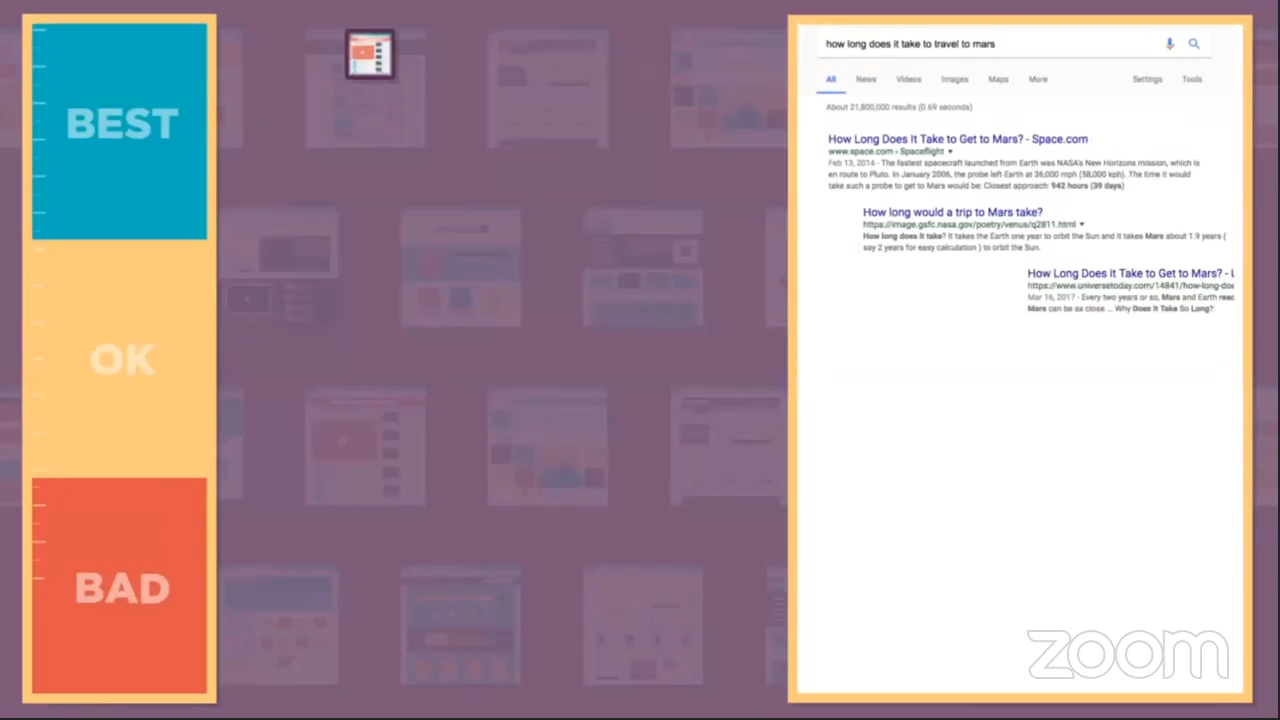 BEST
OK
BAD
how long does it take to travel to mars
All News Videos Images Maps More Settings Tools
About 21,800,000 results (0.69 seconds)
How Long Does It Take to Get to Mars? - Space.com
www.space.com › Spaceflight ▼
Feb 13, 2014 - The fastest spacecraft launched from Earth was NASA's New Horizons mission, which is
en route to Pluto. In January 2006, the probe left Earth at 36,000 mph (58,000 kph). The time it would
take such a probe to get to Mars would be: Closest approach: 942 hours (39 days)
How long would a trip to Mars take?
https://image.gsfc.nasa.gov/poetry/venus/q2811.html ▼
How long does it take? It takes the Earth one year to orbit the Sun and it takes Mars about 1.9 years (
say 2 years for easy calculation ) to orbit the Sun.
How Long Does it Take to Get to Mars? -
https://www.universetoday.com/14841/how-long-doe
Mar 16, 2017 - Every two years or so, Mars and Earth reac
Mars can be as close ... Why Does It Take So Long?
zoom